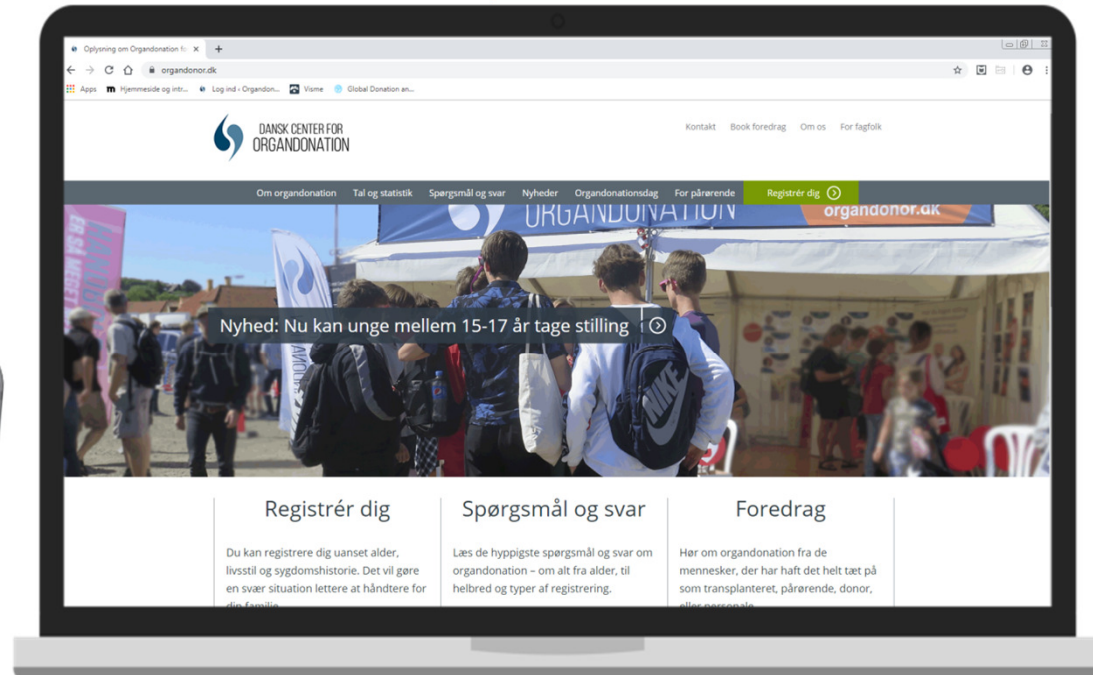 Oplysning om Organdonation fo
organdonor.dk
Apps Hjemmeside og intr... Log ind ‹ Organdon... Visme Global Donation an...
DANSK CENTER FOR
ORGANDONATION
Kontakt Book foredrag Om os For fagfolk
Om organdonation Tal og statistik Spørgsmål og svar Nyheder Organdonationsdag For pårørende Registrér dig
ORGANDONATION
organdonor.dk
Nyhed: Nu kan unge mellem 15-17 år tage stilling
NIKE
Registrér dig
Du kan registrere dig uanset alder,
livsstil og sygdomshistorie. Det vil gøre
en svær situation lettere at håndtere for
din familie
Spørgsmål og svar
Læs de hyppigste spørgsmål og svar om
organdonation – om alt fra alder, til
helbred og typer af registrering.
Foredrag
Hør om organdonation fra de
mennesker, der har haft det helt tæt på
som transplanteret, pårørende, donor,
eller personale